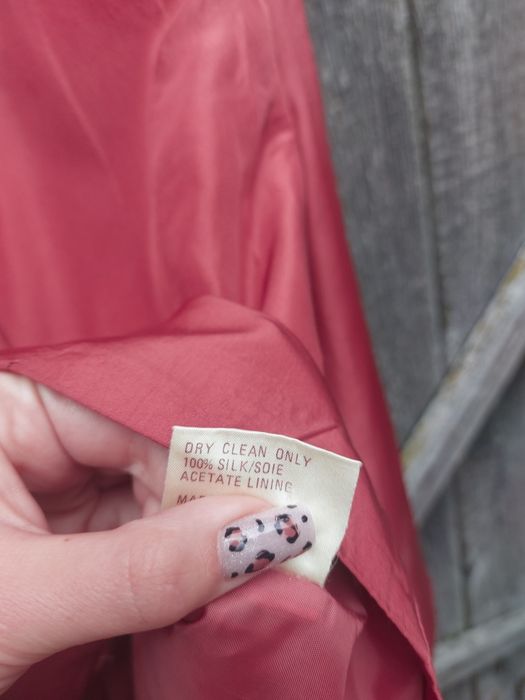 DRY CLEAN ONLY
100% SILK/SOIE
ACETATE LINING